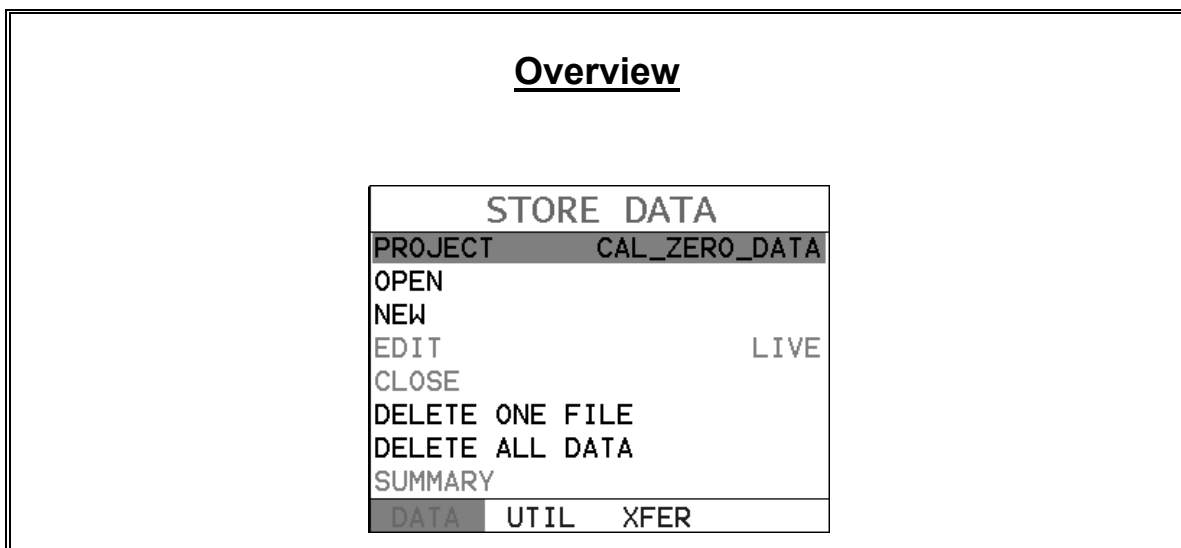 Overview
STORE DATA
PROJECT CAL_ZERO_DATA
OPEN
NEW
EDIT LIVE
CLOSE
DELETE ONE FILE
DELETE ALL DATA
SUMMARY
DATA UTIL XFER